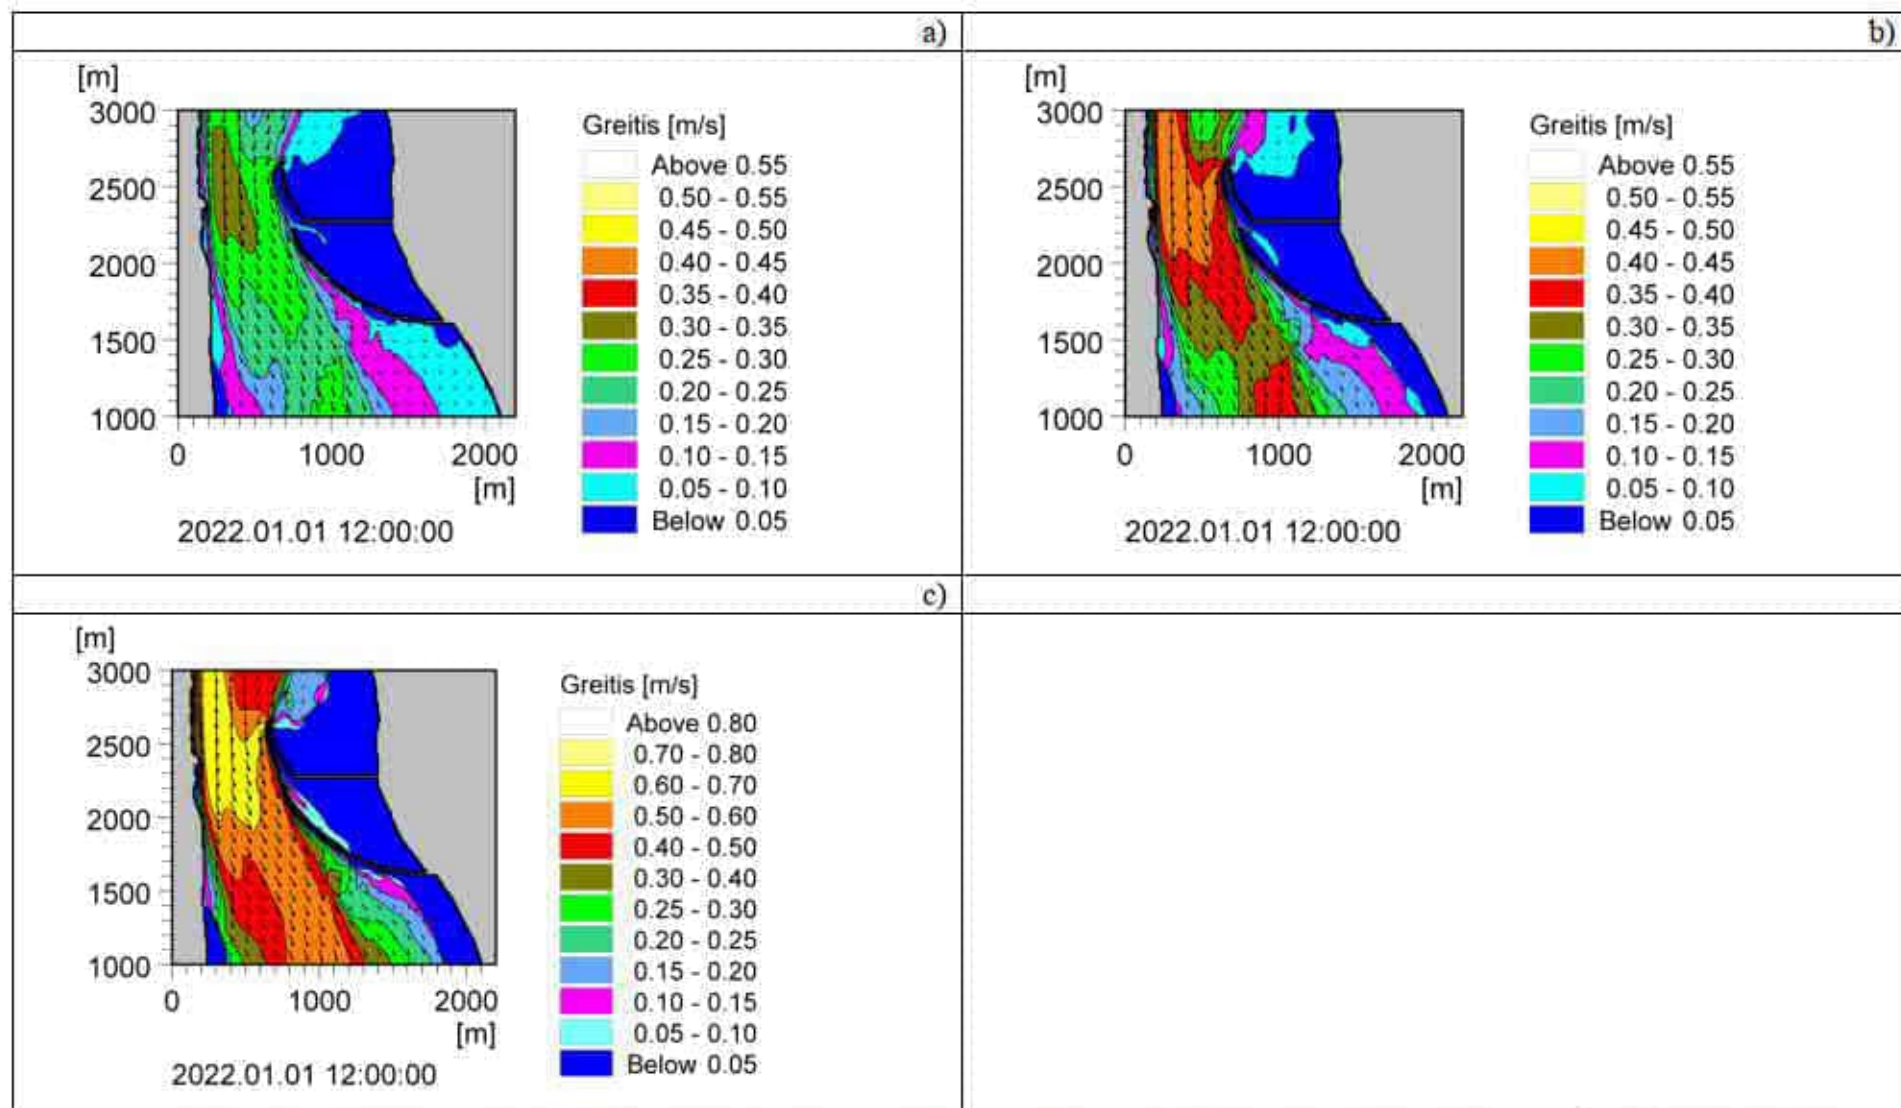 a)
b)
[m]
3000
2500
2000
1500
1000
0 1000 2000
[m]
2022.01.01 12:00:00
Greitis [m/s]
Above 0.55
0.50 - 0.55
0.45 - 0.50
0.40 - 0.45
0.35 - 0.40
0.30 - 0.35
0.25 - 0.30
0.20 - 0.25
0.15 - 0.20
0.10 - 0.15
0.05 - 0.10
Below 0.05
[m]
3000
2500
2000
1500
1000
0 1000 2000
[m]
2022.01.01 12:00:00
Greitis [m/s]
Above 0.55
0.50 - 0.55
0.45 - 0.50
0.40 - 0.45
0.35 - 0.40
0.30 - 0.35
0.25 - 0.30
0.20 - 0.25
0.15 - 0.20
0.10 - 0.15
0.05 - 0.10
Below 0.05
c)
[m]
3000
2500
2000
1500
1000
0 1000 2000
[m]
2022.01.01 12:00:00
Greitis [m/s]
Above 0.80
0.70 - 0.80
0.60 - 0.70
0.50 - 0.60
0.40 - 0.50
0.30 - 0.40
0.25 - 0.30
0.20 - 0.25
0.15 - 0.20
0.10 - 0.15
0.05 - 0.10
Below 0.05